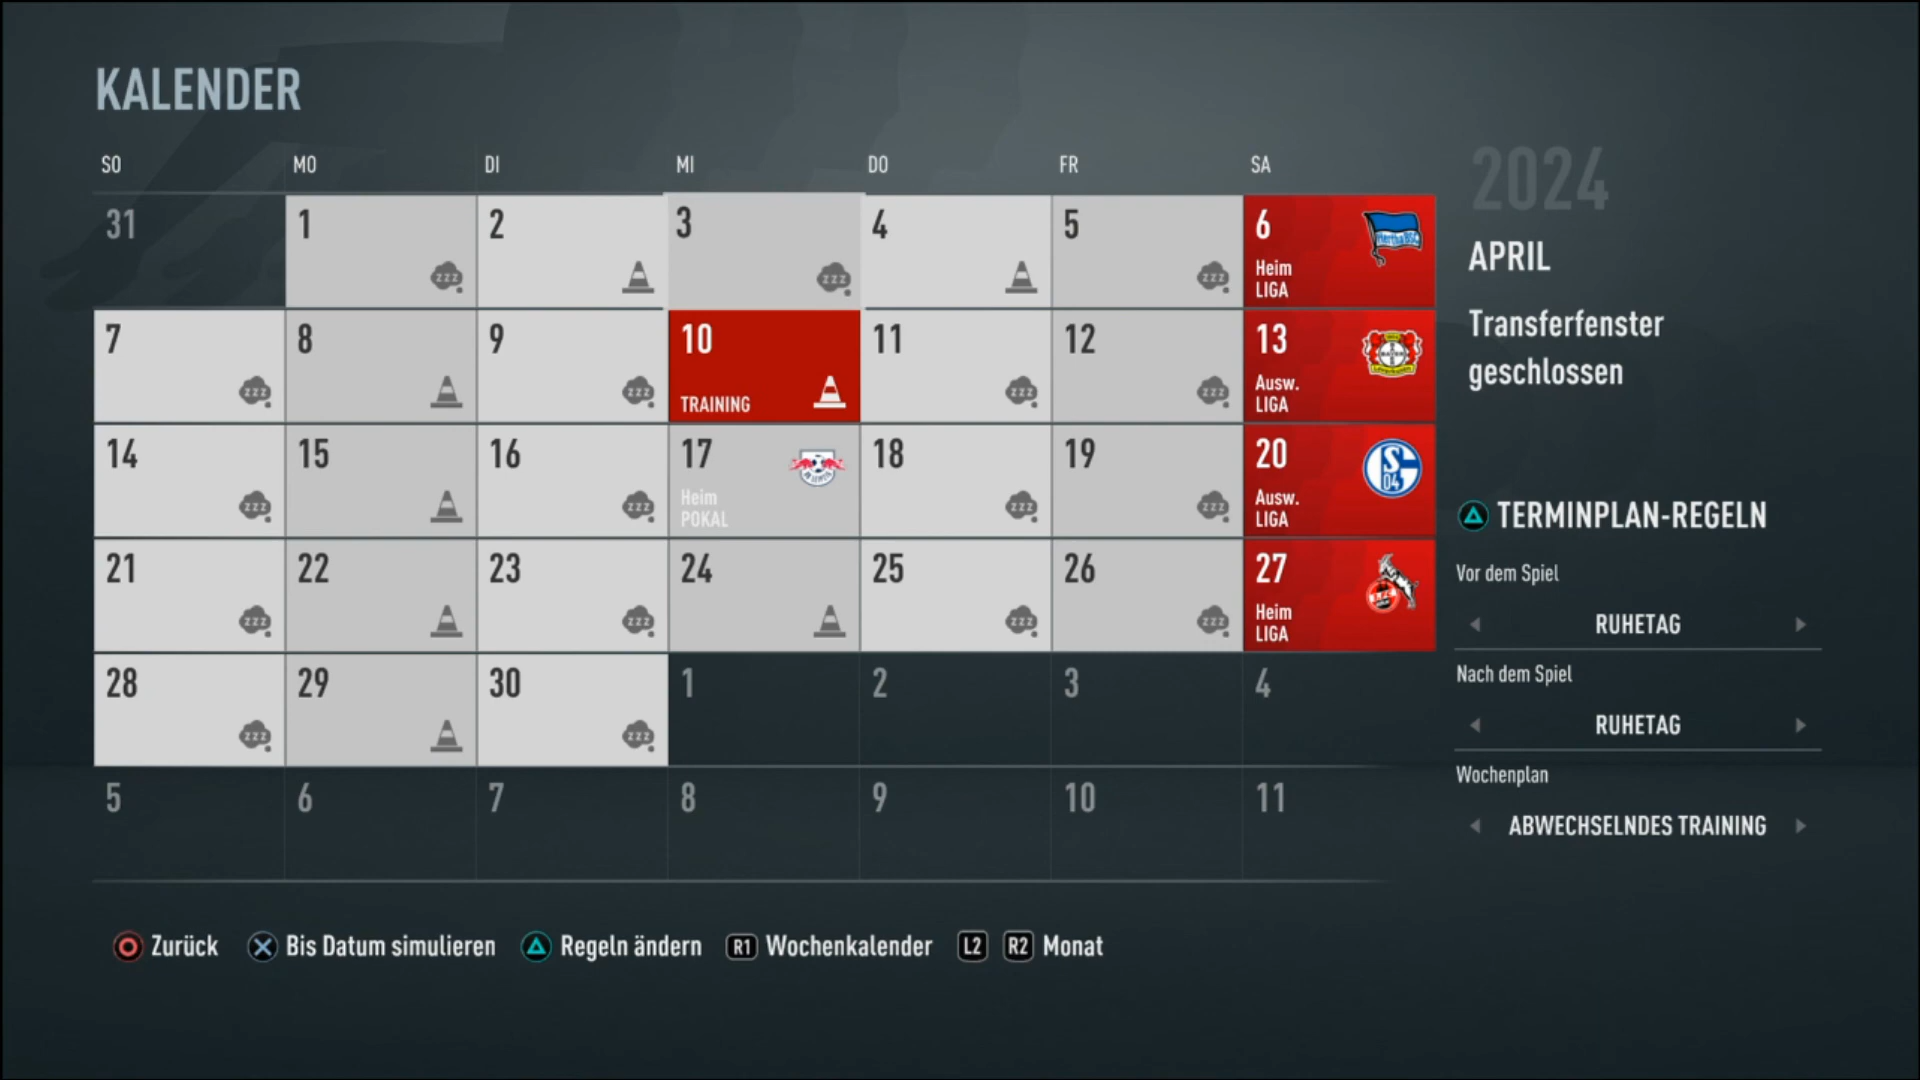 KALENDER
SO MO DI MI DO FR SA
31 1 2 3 4 5 6
Heim
LIGA
7 8 9 10 11 12 13
TRAINING
Ausw.
LIGA
14 15 16 17 18 19 20
Heim
POKAL
Ausw.
LIGA
21 22 23 24 25 26 27
Heim
LIGA
28 29 30 1 2 3 4
5 6 7 8 9 10 11
2024
APRIL
Transferfenster
geschlossen
TERMINPLAN-REGELN
Vor dem Spiel
RUHETAG
Nach dem Spiel
RUHETAG
Wochenplan
ABWECHSELNDES TRAINING
Zurück Bis Datum simulieren Regeln ändern R1 Wochenkalender L2 R2 Monat